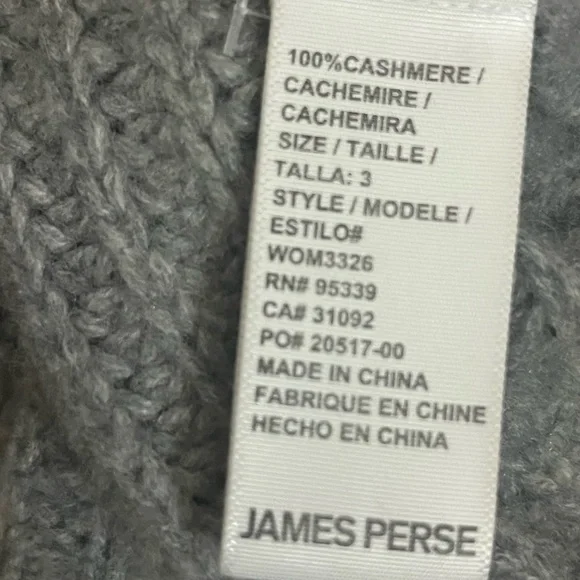 100%CASHMERE /
CACHEMIRE /
CACHEMIRA
SIZE / TAILLE /
TALLA: 3
STYLE / MODELE /
ESTILO#
WOM3326
RN# 95339
CA# 31092
PO# 20517-00
MADE IN CHINA
FABRIQUE EN CHINE
HECHO EN CHINA
JAMES PERSE